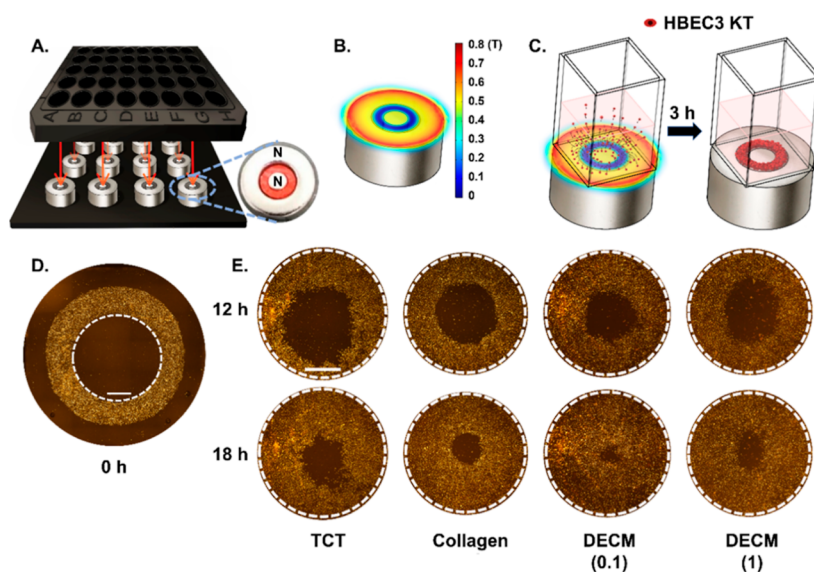 A.
B.
C.
HBEC3 KT
0.8 (T)
0.7
0.6
0.5
0.4
0.3
0.2
0.1
0
3 h
A B C D E F G H
N
N
D.
E.
12 h
0 h
18 h
TCT
Collagen
DECM
(0.1)
DECM
(1)